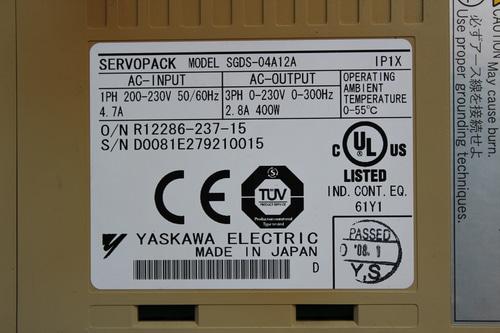 SERVOPACK MODEL SGDS-04A12A IP1X
AC-INPUT
1PH 200-230V 50/60Hz
4.7A
AC-OUTPUT
3PH 0-230V 0-300Hz
2.8A 400W
OPERATING
AMBIENT
TEMPERATURE
0-55°C
O/N R12286-237-15
S/N D0081E279210015
CE
TÜV
C UL US
LISTED
IND. CONT. EQ.
61Y1
YASKAWA ELECTRIC
MADE IN JAPAN
D
PASSED
'08.
Y,S
CAUTION May cause burn.
必ずアース線を接続せよ
Use proper grounding techniques.